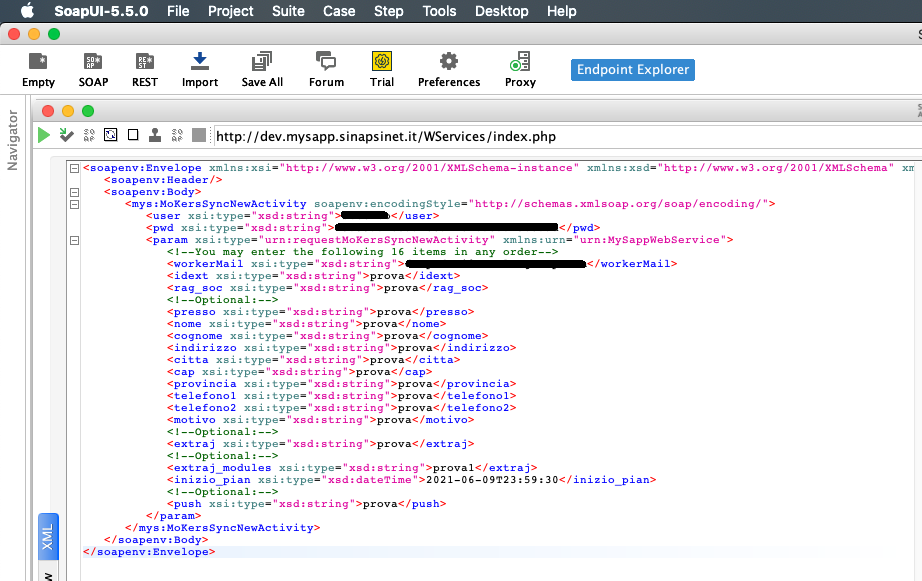 SoapUI-5.5.0 File Project Suite Case Step Tools Desktop Help
Empty SOAP REST Import Save All Forum Trial Preferences Proxy Endpoint Explorer
Navigator
http://dev.mysapp.sinapsinet.it/WServices/index.php
<soapenv:Envelope xmlns:xsi="http://www.w3.org/2001/XMLSchema-instance" xmlns:xsd="http://www.w3.org/2001/XMLSchema" xm
<soapenv:Header/>
<soapenv:Body>
<mys:MoKersSyncNewActivity soapenv:encodingStyle="http://schemas.xmlsoap.org/soap/encoding/">
<user xsi:type="xsd:string"></user>
<pwd xsi:type="xsd:string"></pwd>
<param xsi:type="urn:requestMoKersSyncNewActivity" xmlns:urn="urn:MySappWebService">
<!--You may enter the following 16 items in any order-->
<workerMail xsi:type="xsd:string"></workerMail>
<idext xsi:type="xsd:string">prova</idext>
<rag_soc xsi:type="xsd:string">prova</rag_soc>
<!--Optional:-->
<presso xsi:type="xsd:string">prova</presso>
<nome xsi:type="xsd:string">prova</nome>
<cognome xsi:type="xsd:string">prova</cognome>
<indirizzo xsi:type="xsd:string">prova</indirizzo>
<citta xsi:type="xsd:string">prova</citta>
<cap xsi:type="xsd:string">prova</cap>
<provincia xsi:type="xsd:string">prova</provincia>
<telefono1 xsi:type="xsd:string">prova</telefono1>
<telefono2 xsi:type="xsd:string">prova</telefono2>
<motivo xsi:type="xsd:string">prova</motivo>
<!--Optional:-->
<extraj xsi:type="xsd:string">prova</extraj>
<!--Optional:-->
<extraj_modules xsi:type="xsd:string">prova1</extraj>
<inizio_pian xsi:type="xsd:dateTime">2021-06-09T23:59:30</inizio_pian>
<!--Optional:-->
<push xsi:type="xsd:string">prova</push>
</param>
</mys:MoKersSyncNewActivity>
</soapenv:Body>
</soapenv:Envelope>
XML